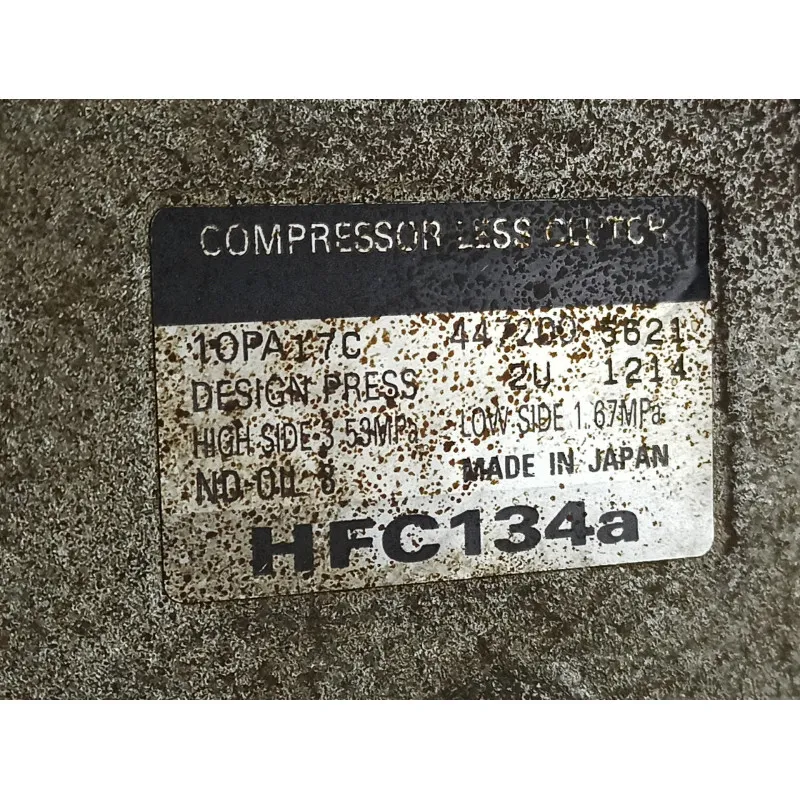 COMPRESSOR LESS CLUTCH
10PA17C 447200-5621
DESIGN PRESS 2U 1214
HIGH SIDE 3.53MPa LOW SIDE 1.67MPa
ND-OIL 8 MADE IN JAPAN
HFC134a